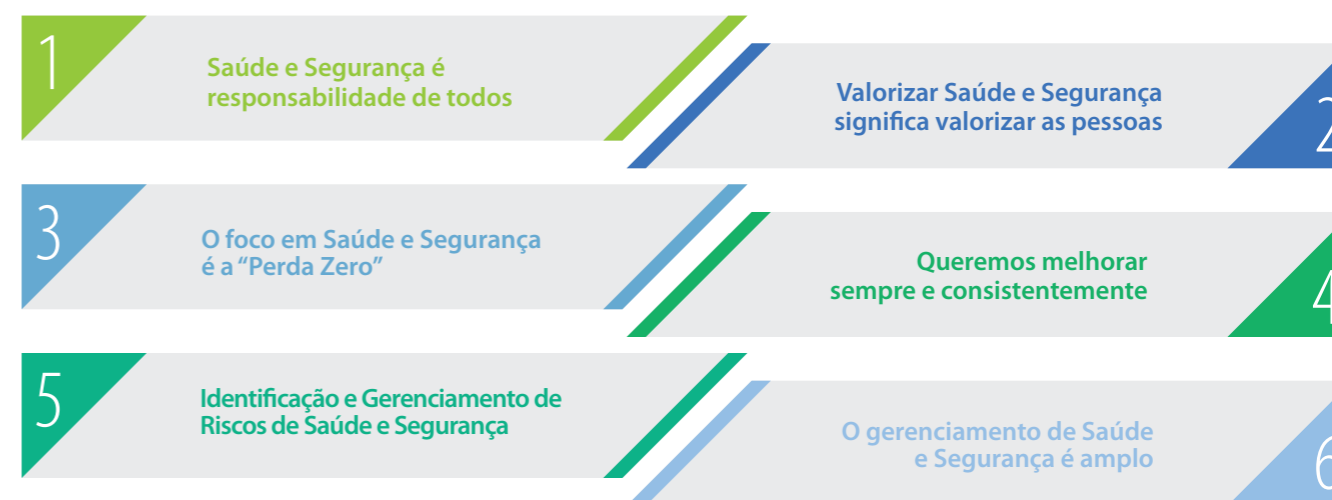 1
Saúde e Segurança é
responsabilidade de todos
Valorizar Saúde e Segurança
significa valorizar as pessoas
2
3
O foco em Saúde e Segurança
é a “Perda Zero”
Queremos melhorar
sempre e consistentemente
4
5
Identificação e Gerenciamento de
Riscos de Saúde e Segurança
O gerenciamento de Saúde
e Segurança é amplo
6